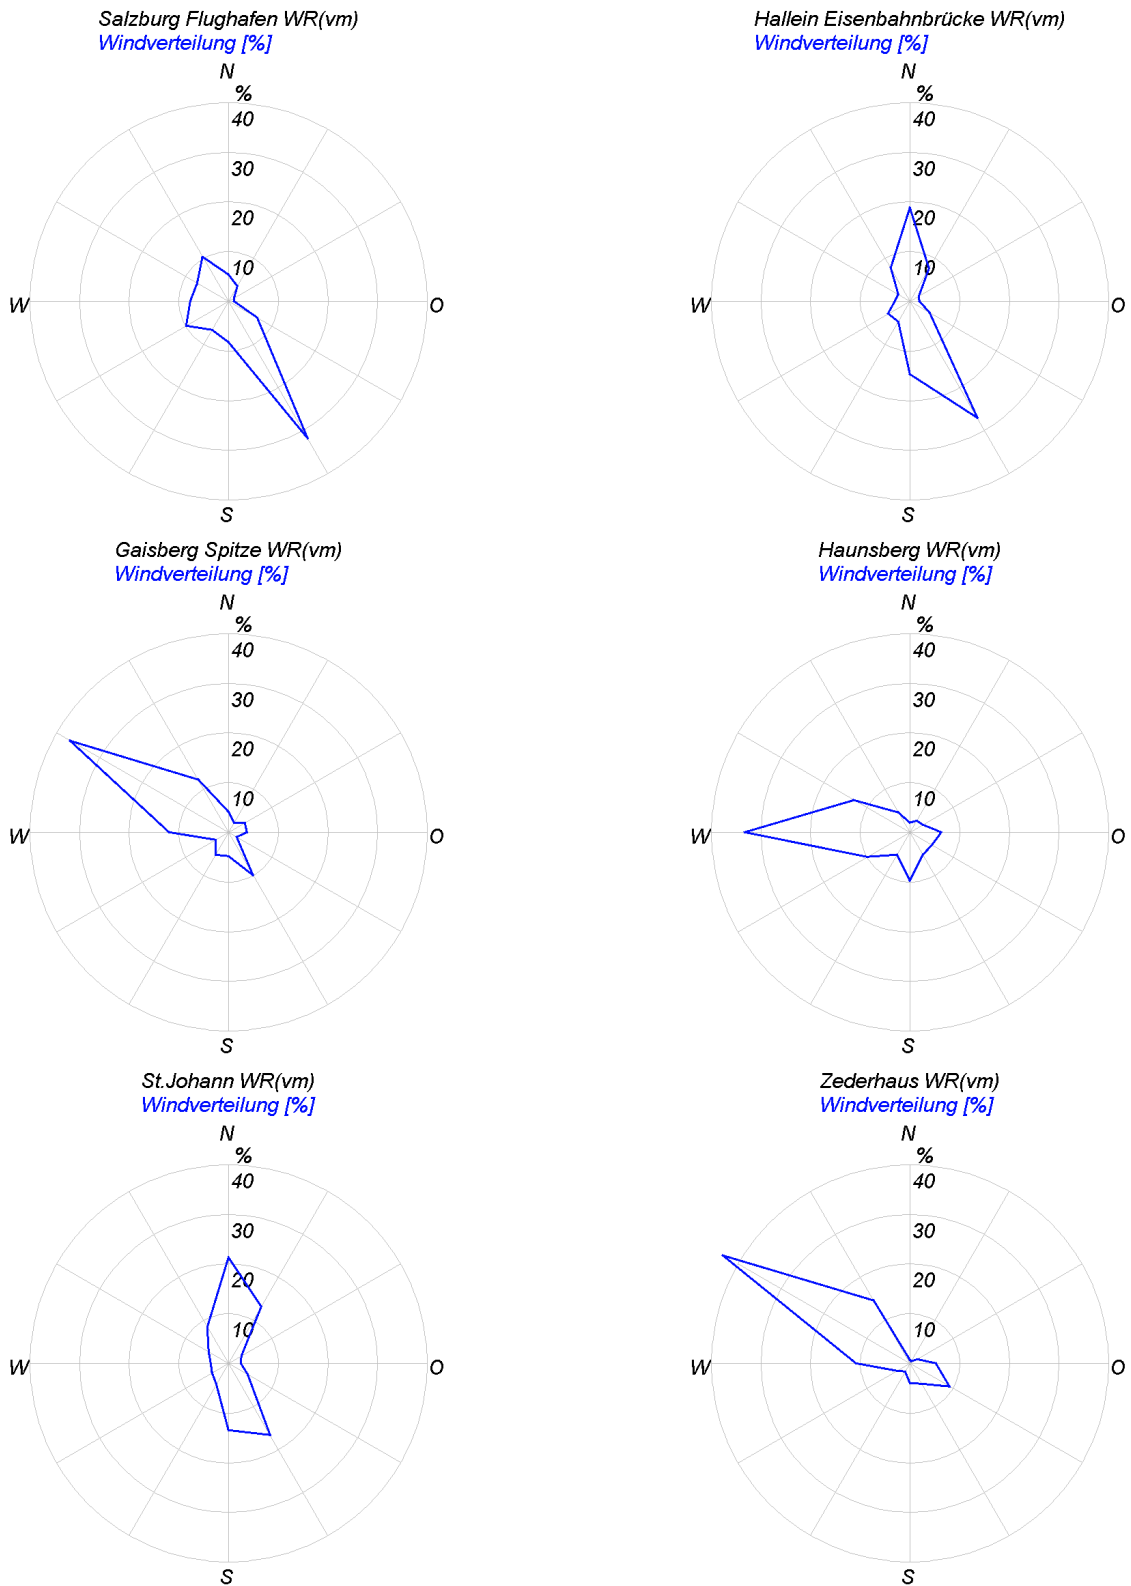 Salzburg Flughafen WR(vm)
Windverteilung [%]
N
%
40
30
20
10
W
O
S
Hallein Eisenbahnbrücke WR(vm)
Windverteilung [%]
N
%
40
30
20
10
W
O
S
Gaisberg Spitze WR(vm)
Windverteilung [%]
N
%
40
30
20
10
W
O
S
Haunsberg WR(vm)
Windverteilung [%]
N
%
40
30
20
10
W
O
S
St.Johann WR(vm)
Windverteilung [%]
N
%
40
30
20
10
W
O
S
Zederhaus WR(vm)
Windverteilung [%]
N
%
40
30
20
10
W
O
S